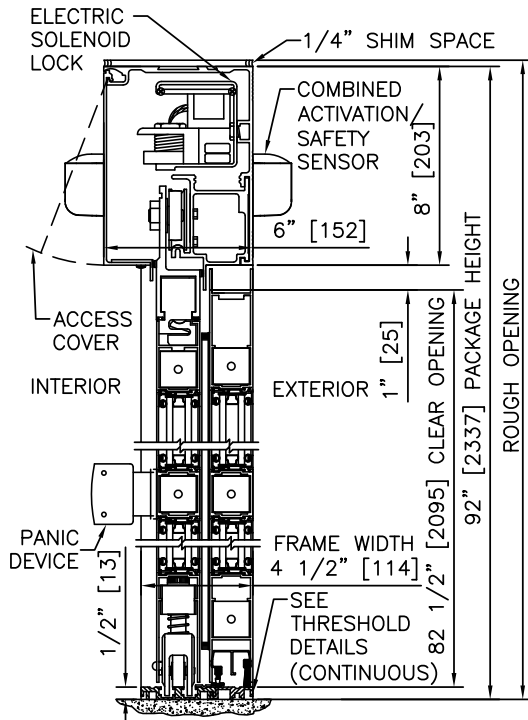 ELECTRIC
SOLENOID
LOCK
1/4” SHIM SPACE
COMBINED
ACTIVATION/
SAFETY
SENSOR
8” [203]
6” [152]
ACCESS
COVER
INTERIOR
EXTERIOR
1” [25]
82 1/2” [2095] CLEAR OPENING
92” [2337] PACKAGE HEIGHT
ROUGH OPENING
PANIC
DEVICE
1/2” [13]
FRAME WIDTH
4 1/2” [114]
SEE
THRESHOLD
DETAILS
(CONTINUOUS)